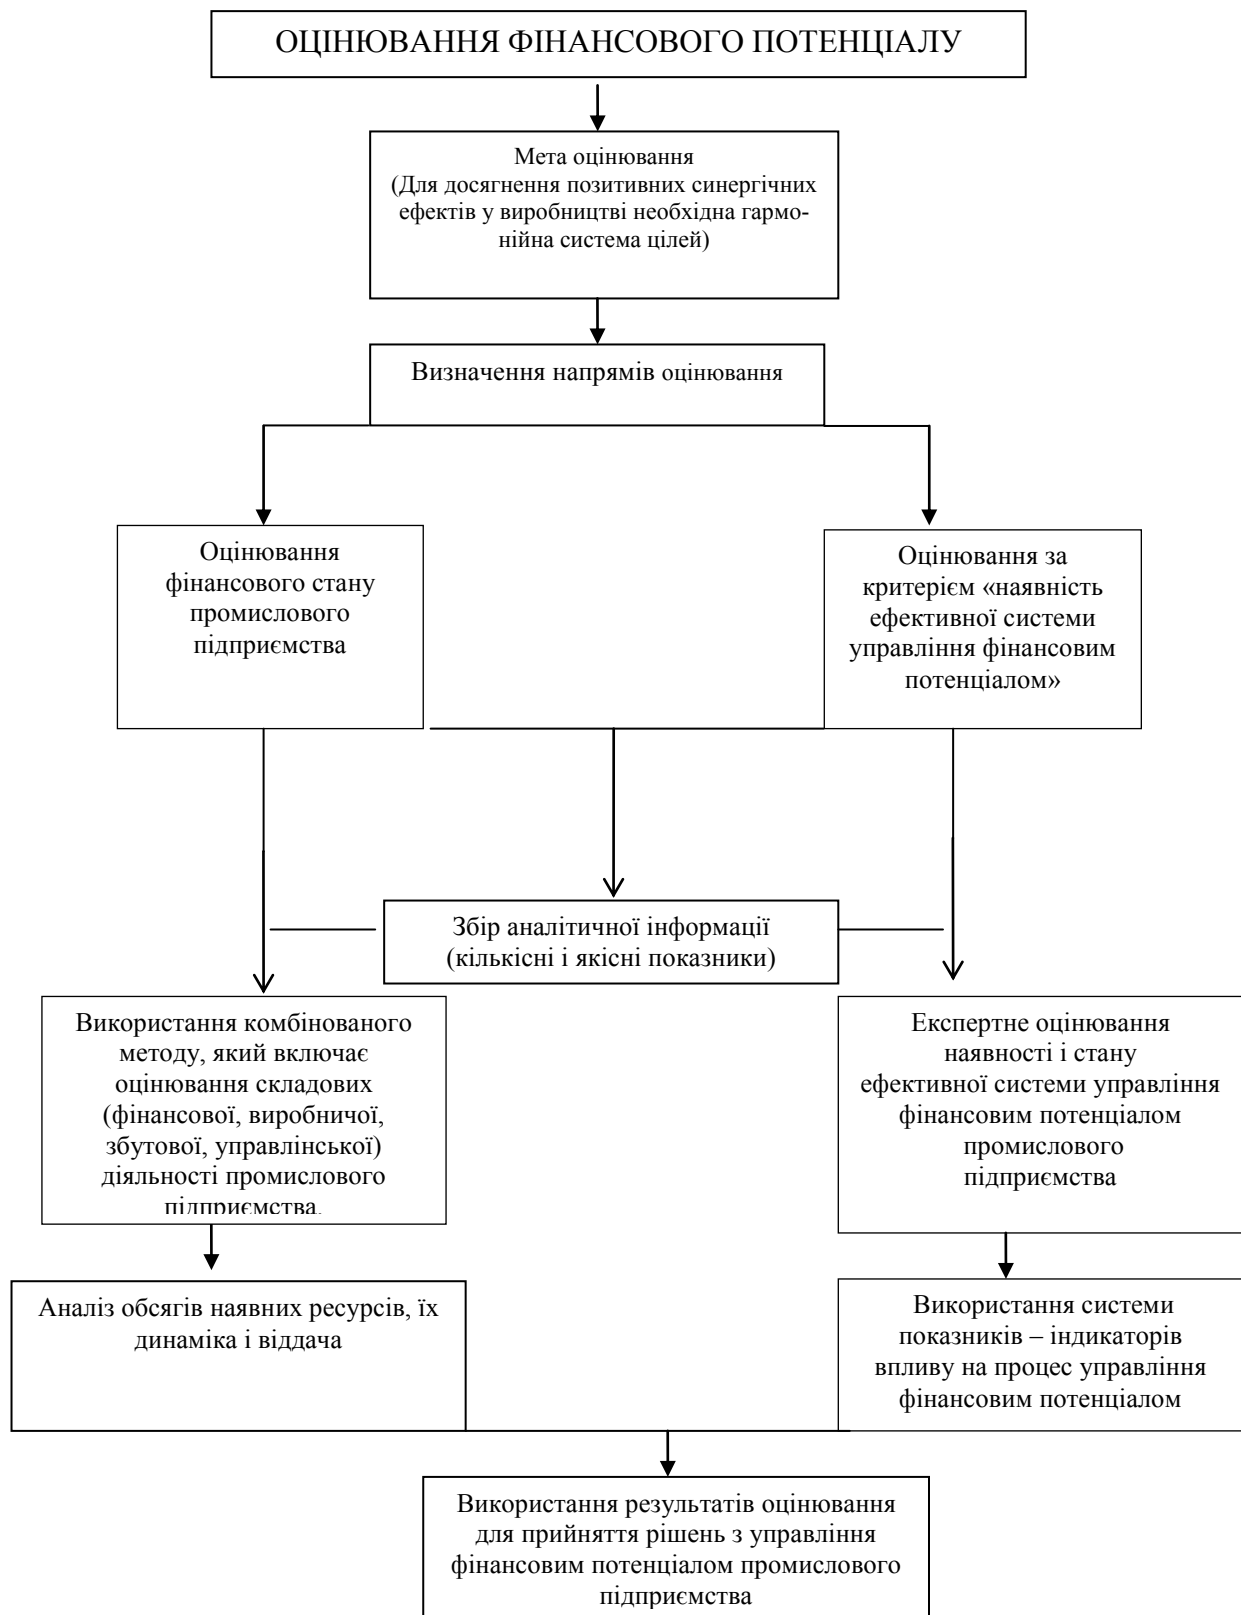 ОЦІНЮВАННЯ ФІНАНСОВОГО ПОТЕНЦІАЛУ
Мета оцінювання
(Для досягнення позитивних синергічних
ефектів у виробництві необхідна гармо-
нійна система цілей)
Визначення напрямів оцінювання
Оцінювання
фінансового стану
промислового
підприємства
Оцінювання за
критерієм «наявність
ефективної системи
управління фінансовим
потенціалом»
Збір аналітичної інформації
(кількісні і якісні показники)
Використання комбінованого
методу, який включає
оцінювання складових
(фінансової, виробничої,
збутової, управлінської)
діяльності промислового
підприємства.
Експертне оцінювання
наявності і стану
ефективної системи управління
фінансовим потенціалом
промислового
підприємства
Аналіз обсягів наявних ресурсів, їх
динаміка і віддача
Використання системи
показників – індикаторів
впливу на процес управління
фінансовим потенціалом
Використання результатів оцінювання
для прийняття рішень з управління
фінансовим потенціалом промислового
підприємства